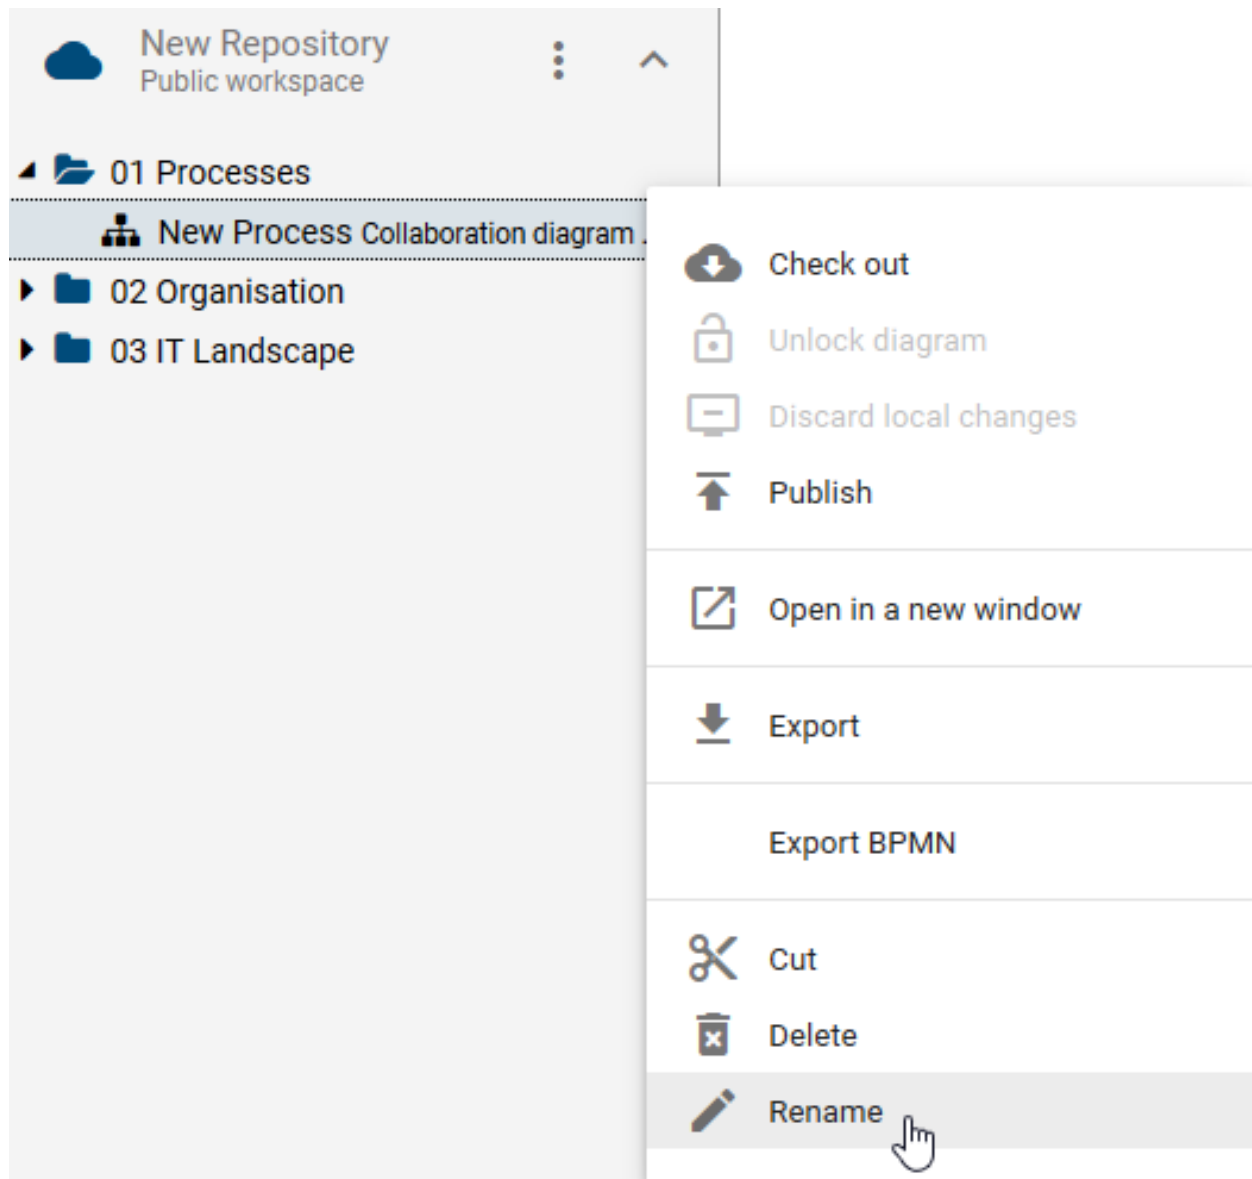 New Repository
Public workspace
01 Processes
New Process Collaboration diagram .
02 Organisation
03 IT Landscape
Check out
Unlock diagram
Discard local changes
Publish
Open in a new window
Export
Export BPMN
Cut
Delete
Rename